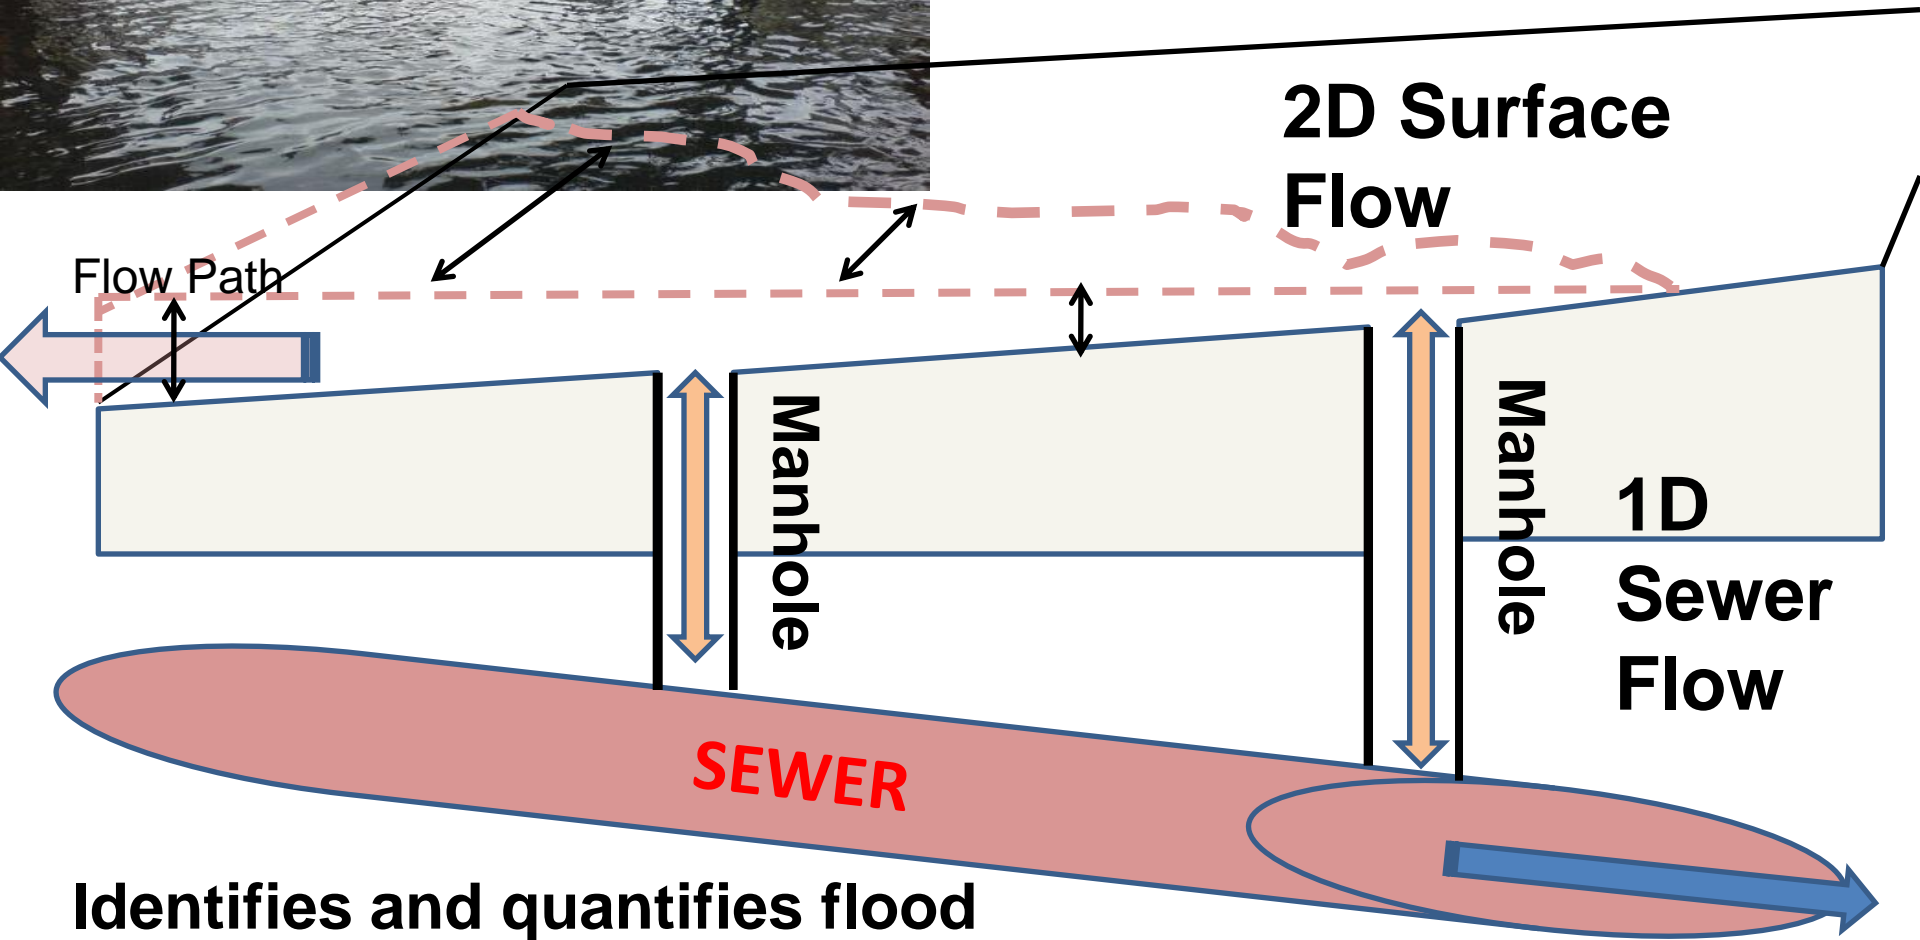 2D Surface
Flow
Flow Path
Manhole
Manhole
1D
Sewer
Flow
SEWER
Identifies and quantifies flood